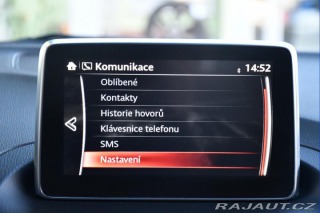 Komunikace 14:52
Oblíbené
Kontakty
Historie hovorů
Klávesnice telefonu
SMS
Nastavení
RAJAUT.CZ